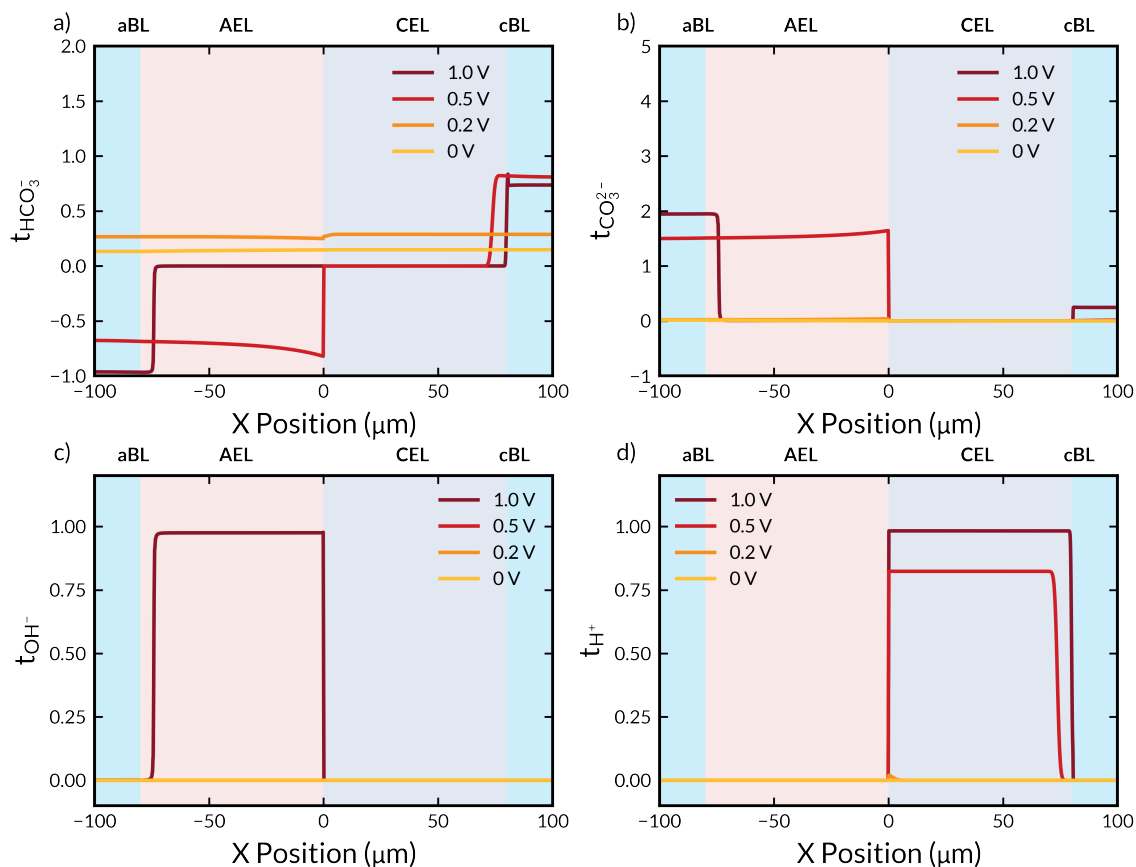 a)
aBL AEL CEL cBL
2.0
1.5
1.0
0.5
0.0
−0.5
−1.0
t_HCO₃⁻
1.0 V
0.5 V
0.2 V
0 V
−100 −50 0 50 100
X Position (μm)
b)
aBL AEL CEL cBL
5
4
3
2
1
0
−1
t_CO₃²⁻
1.0 V
0.5 V
0.2 V
0 V
−100 −50 0 50 100
X Position (μm)
c)
aBL AEL CEL cBL
1.00
0.75
0.50
0.25
0.00
t_OH⁻
1.0 V
0.5 V
0.2 V
0 V
−100 −50 0 50 100
X Position (μm)
d)
aBL AEL CEL cBL
1.00
0.75
0.50
0.25
0.00
t_H⁺
1.0 V
0.5 V
0.2 V
0 V
−100 −50 0 50 100
X Position (μm)